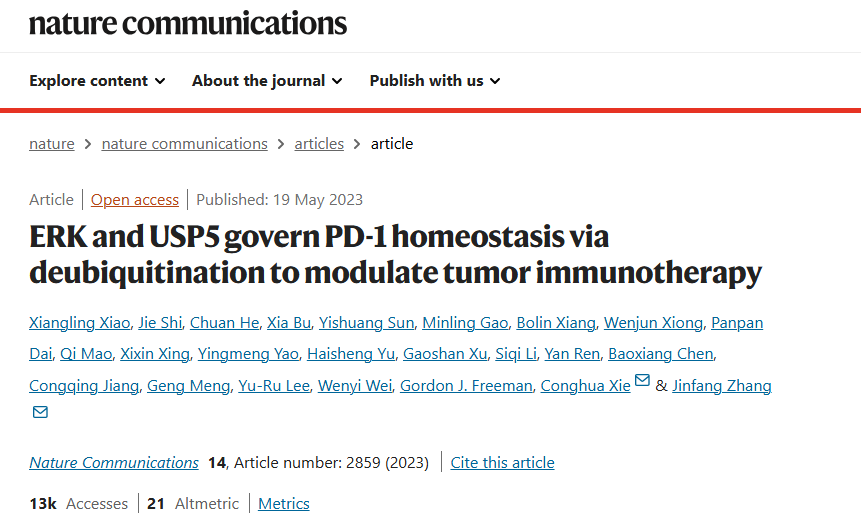 nature communications
Explore content About the journal Publish with us
nature > nature communications > articles > article
Article | Open access | Published: 19 May 2023
ERK and USP5 govern PD-1 homeostasis via
deubiquitination to modulate tumor immunotherapy
Xiangling Xiao, Jie Shi, Chuan He, Xia Bu, Yishuang Sun, Minling Gao, Bolin Xiang, Wenjun Xiong, Panpan
Dai, Qi Mao, Xixin Xing, Yingmeng Yao, Haisheng Yu, Gaoshan Xu, Siqi Li, Yan Ren, Baoxiang Chen,
Congqing Jiang, Geng Meng, Yu-Ru Lee, Wenyi Wei, Gordon J. Freeman, Conghua Xie & Jinfang Zhang
Nature Communications 14, Article number: 2859 (2023) | Cite this article
13k Accesses | 21 Altmetric | Metrics